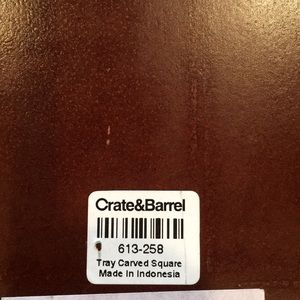 Crate&Barrel
613-258
Tray Carved Square
Made in Indonesia